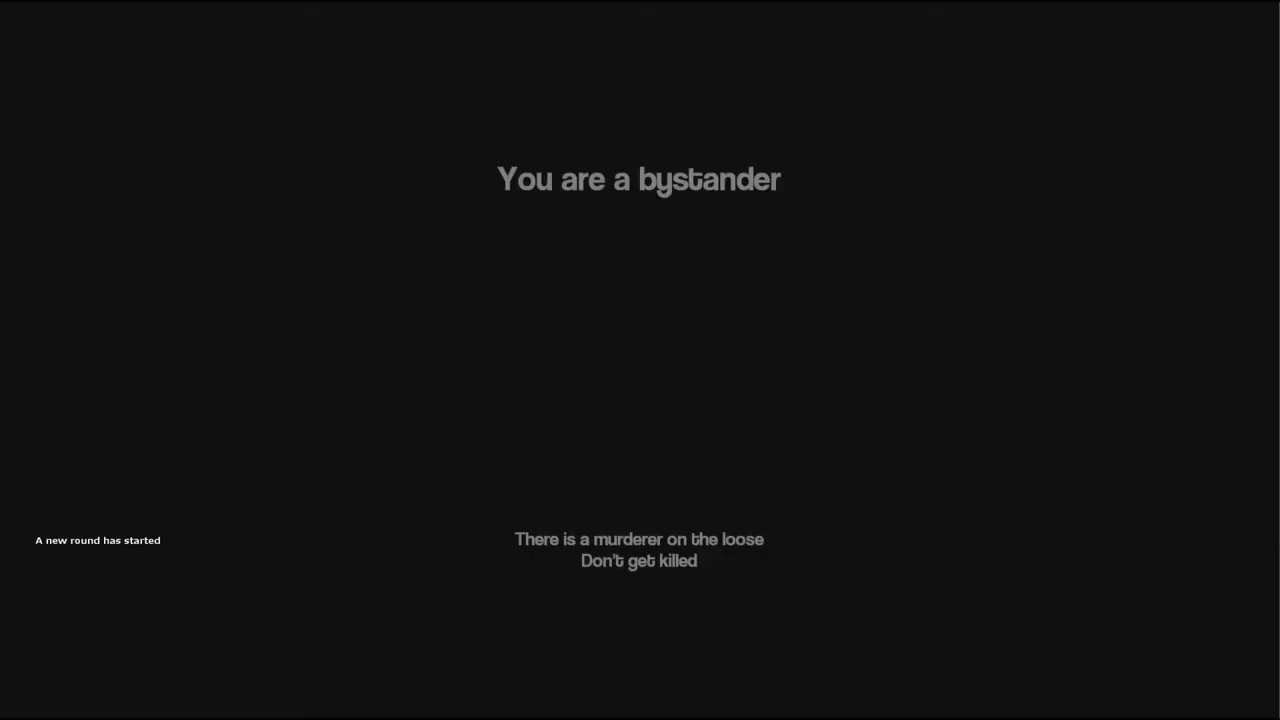 You are a bystander
A new round has started
There is a murderer on the loose
Don't get killed